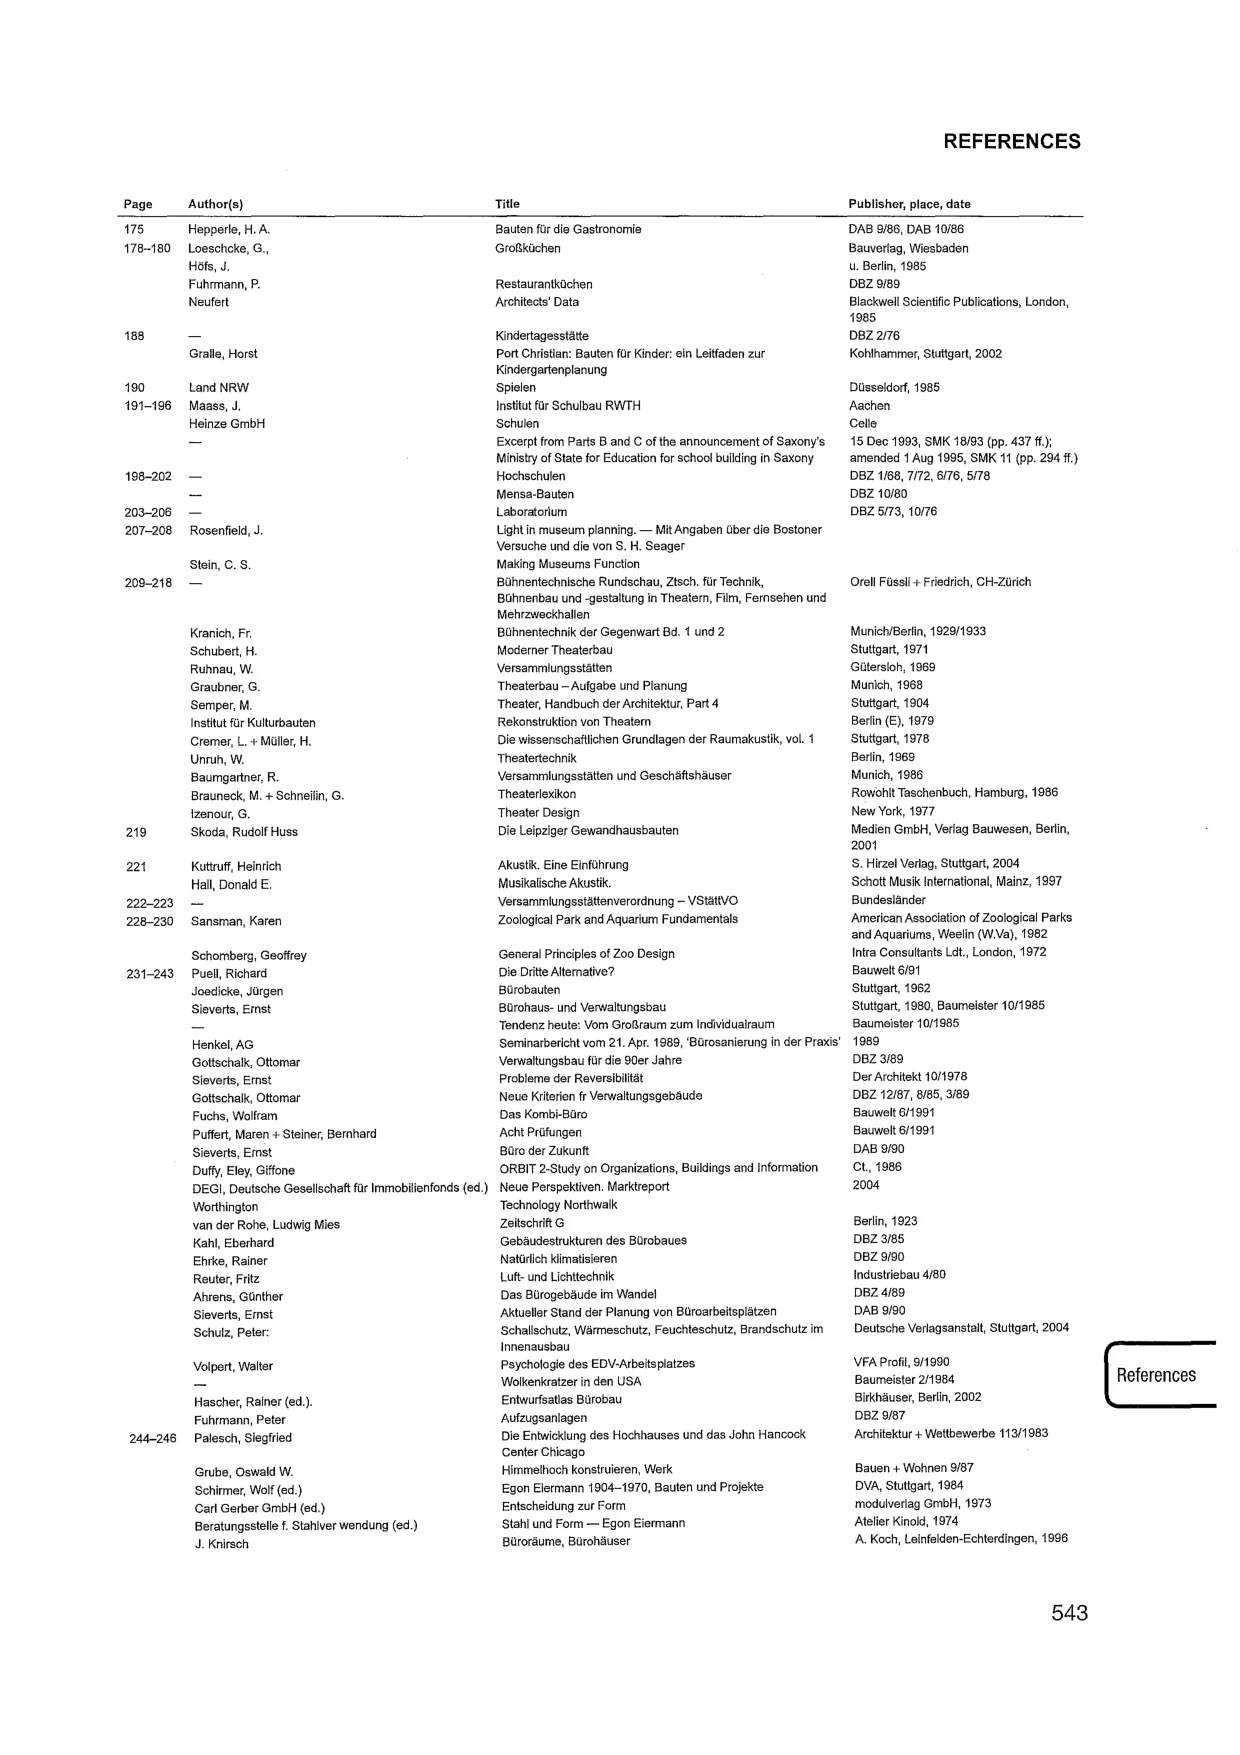 REFERENCES
Page Author(s) Title Publisher, place, date
175 Hepperle, H. A. Bauten für die Gastronomie DAB 9/86, DAB 10/86
178–180 Loeschcke, G., Großküchen Bauverlag, Wiesbaden
Höfs, J. u. Berlin, 1985
Fuhrmann, P. Restaurantküchen DBZ 9/89
Neufert Architects' Data Blackwell Scientific Publications, London,
1985
188 — Kindertagesstätte DBZ 2/76
Gralle, Horst Port Christian: Bauten für Kinder: ein Leitfaden zur Kohlhammer, Stuttgart, 2002
Kindergartenplanung
190 Land NRW Spielen Düsseldorf, 1985
191–196 Maass, J. Institut für Schulbau RWTH Aachen
Heinze GmbH Schulen Celle
— Excerpt from Parts B and C of the announcement of Saxony's 15 Dec 1993, SMK 18/93 (pp. 437 ff.);
Ministry of State for Education for school building in Saxony amended 1 Aug 1995, SMK 11 (pp. 294 ff.)
198–202 — Hochschulen DBZ 1/68, 7/72, 6/76, 5/78
— Mensa-Bauten DBZ 10/80
203–206 — Laboratorium DBZ 5/73, 10/76
207–208 Rosenfield, J. Light in museum planning. — Mit Angaben über die Bostoner
Versuche und die von S. H. Seager
Stein, C. S. Making Museums Function
209–218 — Bühnentechnische Rundschau, Ztsch. für Technik, Orell Füssli + Friedrich, CH-Zürich
Bühnenbau und -gestaltung in Theatern, Film, Fernsehen und
Mehrzweckhallen
Kranich, Fr. Bühnentechnik der Gegenwart Bd. 1 und 2 Munich/Berlin, 1929/1933
Schubert, H. Moderner Theaterbau Stuttgart, 1971
Ruhnau, W. Versammlungsstätten Gütersloh, 1969
Graubner, G. Theaterbau – Aufgabe und Planung Munich, 1968
Semper, M. Theater, Handbuch der Architektur, Part 4 Stuttgart, 1904
Institut für Kulturbauten Rekonstruktion von Theatern Berlin (E), 1979
Cremer, L. + Müller, H. Die wissenschaftlichen Grundlagen der Raumakustik, vol. 1 Stuttgart, 1978
Unruh, W. Theatertechnik Berlin, 1969
Baumgartner, R. Versammlungsstätten und Geschäftshäuser Munich, 1986
Brauneck, M. + Schneilin, G. Theaterlexikon Rowohlt Taschenbuch, Hamburg, 1986
Izenour, G. Theater Design New York, 1977
219 Skoda, Rudolf Huss Die Leipziger Gewandhausbauten Medien GmbH, Verlag Bauwesen, Berlin,
2001
221 Kuttruff, Heinrich Akustik. Eine Einführung S. Hirzel Verlag, Stuttgart, 2004
Hall, Donald E. Musikalische Akustik. Schott Musik International, Mainz, 1997
222–223 — Versammlungsstättenverordnung – VStättVO Bundesländer
228–230 Sansman, Karen Zoological Park and Aquarium Fundamentals American Association of Zoological Parks
and Aquariums, Weelin (W.Va), 1982
Schomberg, Geoffrey General Principles of Zoo Design Intra Consultants Ldt., London, 1972
231–243 Puell, Richard Die Dritte Alternative? Bauwelt 6/91
Joedicke, Jürgen Bürobauten Stuttgart, 1962
Sieverts, Ernst Bürohaus- und Verwaltungsbau Stuttgart, 1980, Baumeister 10/1985
— Tendenz heute: Vom Großraum zum Individualraum Baumeister 10/1985
Henkel, AG Seminarbericht vom 21. Apr. 1989, 'Bürosanierung in der Praxis' 1989
Gottschalk, Ottomar Verwaltungsbau für die 90er Jahre DBZ 3/89
Sieverts, Ernst Probleme der Reversibilität Der Architekt 10/1978
Gottschalk, Ottomar Neue Kriterien fr Verwaltungsgebäude DBZ 12/87, 8/85, 3/89
Fuchs, Wolfram Das Kombi-Büro Bauwelt 6/1991
Puffert, Maren + Steiner, Bernhard Acht Prüfungen Bauwelt 6/1991
Sieverts, Ernst Büro der Zukunft DAB 9/90
Duffy, Eley, Giffone ORBIT 2-Study on Organizations, Buildings and Information Ct., 1986
DEGI, Deutsche Gesellschaft für Immobilienfonds (ed.) Neue Perspektiven. Marktreport 2004
Worthington Technology Northwalk
van der Rohe, Ludwig Mies Zeitschrift G Berlin, 1923
Kahl, Eberhard Gebäudestrukturen des Bürobaues DBZ 3/85
Ehrke, Rainer Natürlich klimatisieren DBZ 9/90
Reuter, Fritz Luft- und Lichttechnik Industriebau 4/80
Ahrens, Günther Das Bürogebäude im Wandel DBZ 4/89
Sieverts, Ernst Aktueller Stand der Planung von Büroarbeitsplätzen DAB 9/90
Schulz, Peter: Schallschutz, Wärmeschutz, Feuchteschutz, Brandschutz im Deutsche Verlagsanstalt, Stuttgart, 2004
Innenausbau
Volpert, Walter Psychologie des EDV-Arbeitsplatzes VFA Profil, 9/1990
— Wolkenkratzer in den USA Baumeister 2/1984
Hascher, Rainer (ed.). Entwurfsatlas Bürobau Birkhäuser, Berlin, 2002
Fuhrmann, Peter Aufzugsanlagen DBZ 9/87
244–246 Palesch, Siegfried Die Entwicklung des Hochhauses und das John Hancock Architektur + Wettbewerbe 113/1983
Center Chicago
Grube, Oswald W. Himmelhoch konstruieren, Werk Bauen + Wohnen 9/87
Schirmer, Wolf (ed.) Egon Eiermann 1904–1970, Bauten und Projekte DVA, Stuttgart, 1984
Carl Gerber GmbH (ed.) Entscheidung zur Form modulverlag GmbH, 1973
Beratungsstelle f. Stahlver wendung (ed.) Stahl und Form — Egon Eiermann Atelier Kinold, 1974
J. Knirsch Büroräume, Bürohäuser A. Koch, Leinfelden-Echterdingen, 1996
References
543